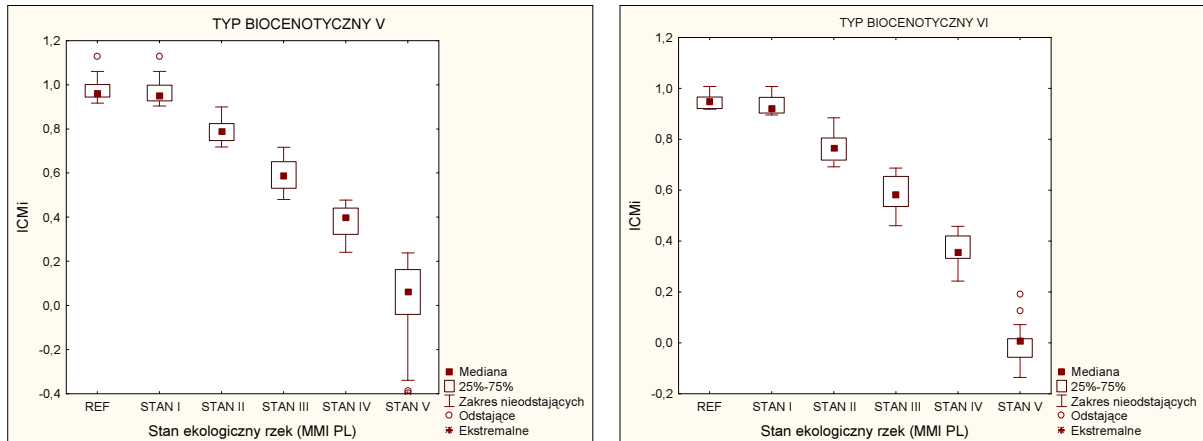 TYP BIOCENOTYCZNY V
1,2
1,0
0,8
0,6
0,4
0,2
0,0
-0,2
-0,4
ICMi
REF STAN I STAN II STAN III STAN IV STAN V
Stan ekologiczny rzek (MMI PL)
Mediana
25%-75%
Zakres nieodstających
Odstające
Ekstremalne
TYP BIOCENOTYCZNY VI
1,2
1,0
0,8
0,6
0,4
0,2
0,0
-0,2
ICMi
REF STAN I STAN II STAN III STAN IV STAN V
Stan ekologiczny rzek (MMI PL)
Mediana
25%-75%
Zakres nieodstających
Odstające
Ekstremalne